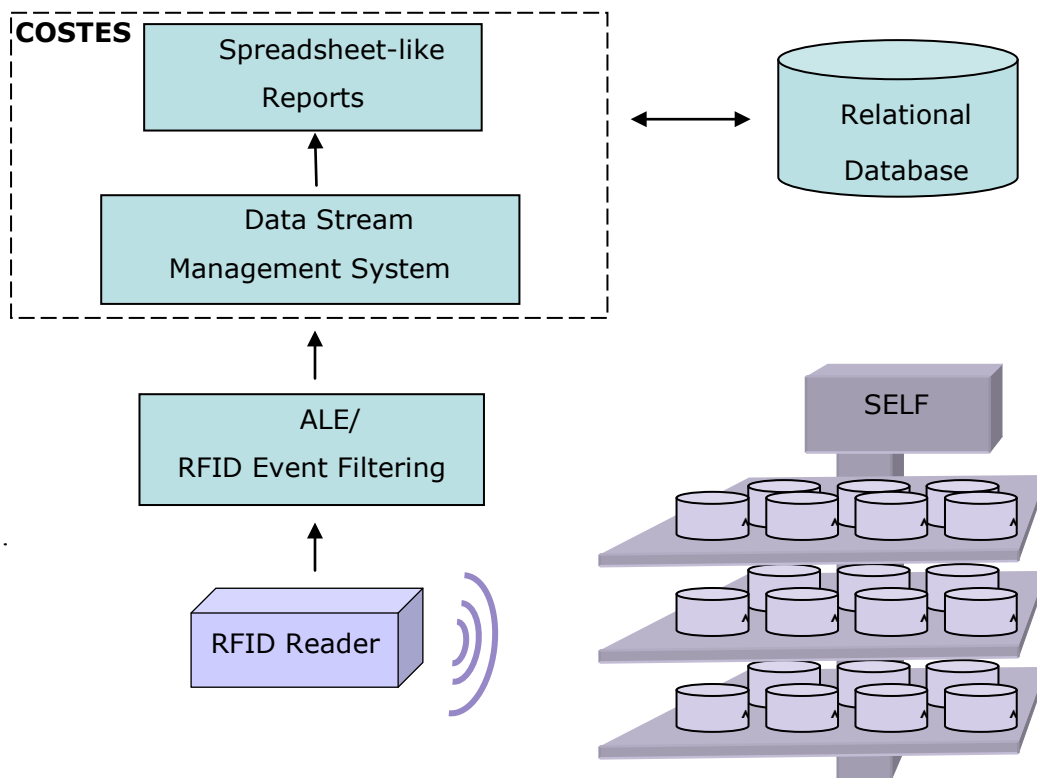 COSTES
Spreadsheet-like
Reports
Relational
Database
Data Stream
Management System
SELF
ALE/
RFID Event Filtering
RFID Reader